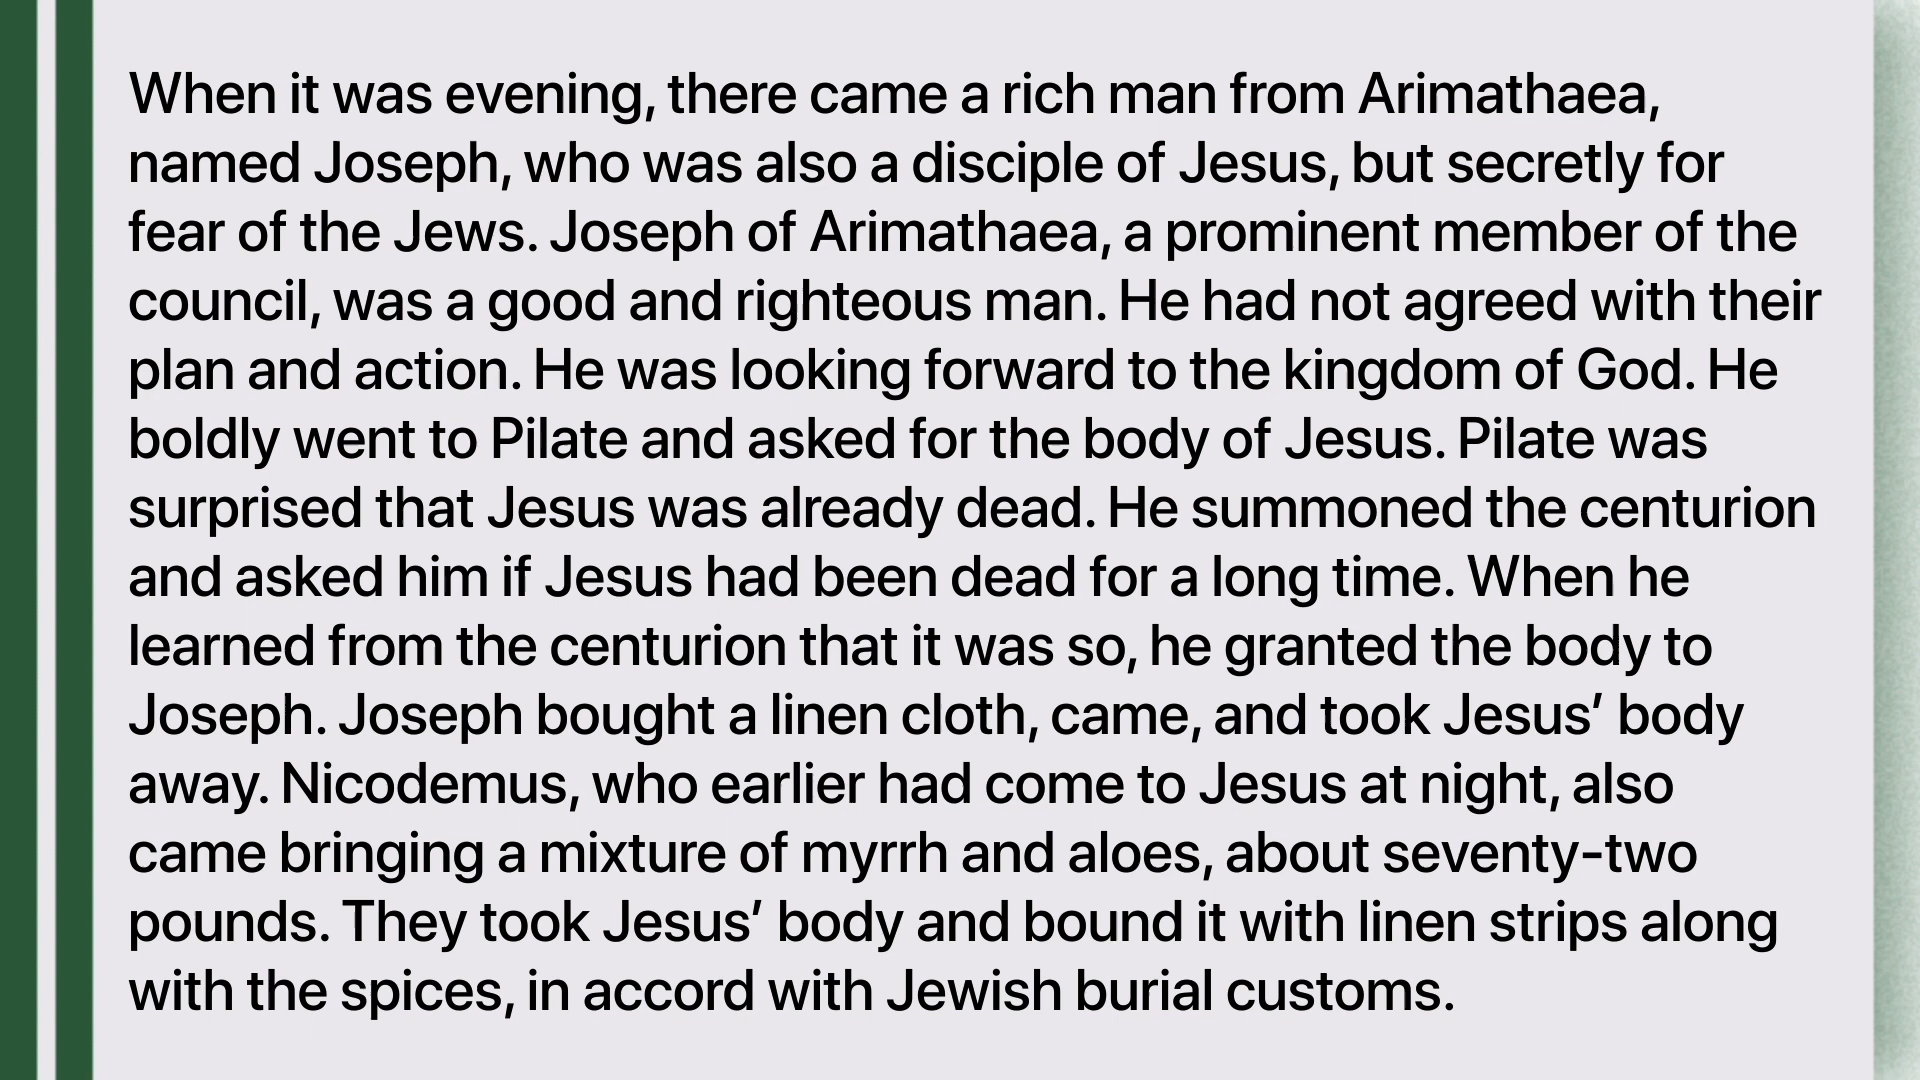 When it was evening, there came a rich man from Arimathaea,
named Joseph, who was also a disciple of Jesus, but secretly for
fear of the Jews. Joseph of Arimathaea, a prominent member of the
council, was a good and righteous man. He had not agreed with their
plan and action. He was looking forward to the kingdom of God. He
boldly went to Pilate and asked for the body of Jesus. Pilate was
surprised that Jesus was already dead. He summoned the centurion
and asked him if Jesus had been dead for a long time. When he
learned from the centurion that it was so, he granted the body to
Joseph. Joseph bought a linen cloth, came, and took Jesus’ body
away. Nicodemus, who earlier had come to Jesus at night, also
came bringing a mixture of myrrh and aloes, about seventy-two
pounds. They took Jesus’ body and bound it with linen strips along
with the spices, in accord with Jewish burial customs.